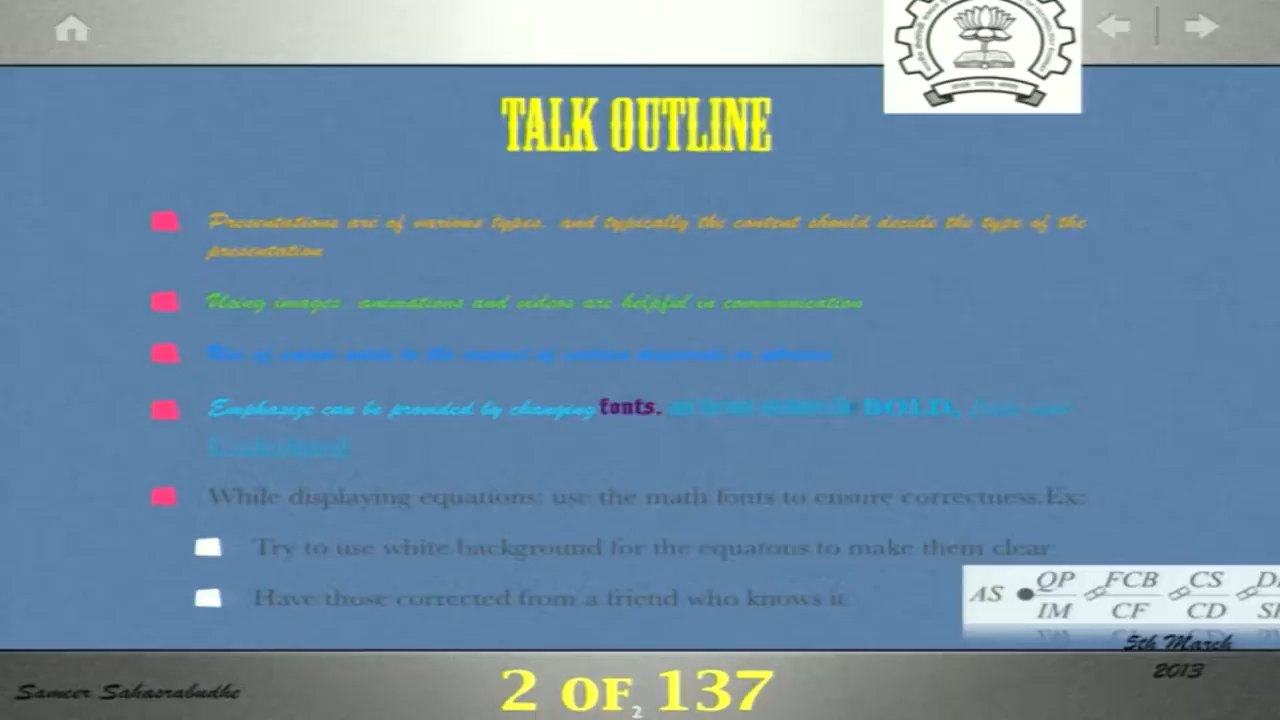 TALK OUTLINE
Presentations are of various types, and typically the content should decide the type of the
presentation
Using images, animations and videos are helpful in communication
Emphasize can be provided by changing fonts, BOLD,
While displaying equations: use the math fonts to ensure correctness.Ex:
Try to use white background for the equatons to make them clear
Have those corrected from a friend who knows it
AS QP FCB CS
IM CF CD
5th March
2013
Sameer Sahasrabudhe
2 OF 137
2